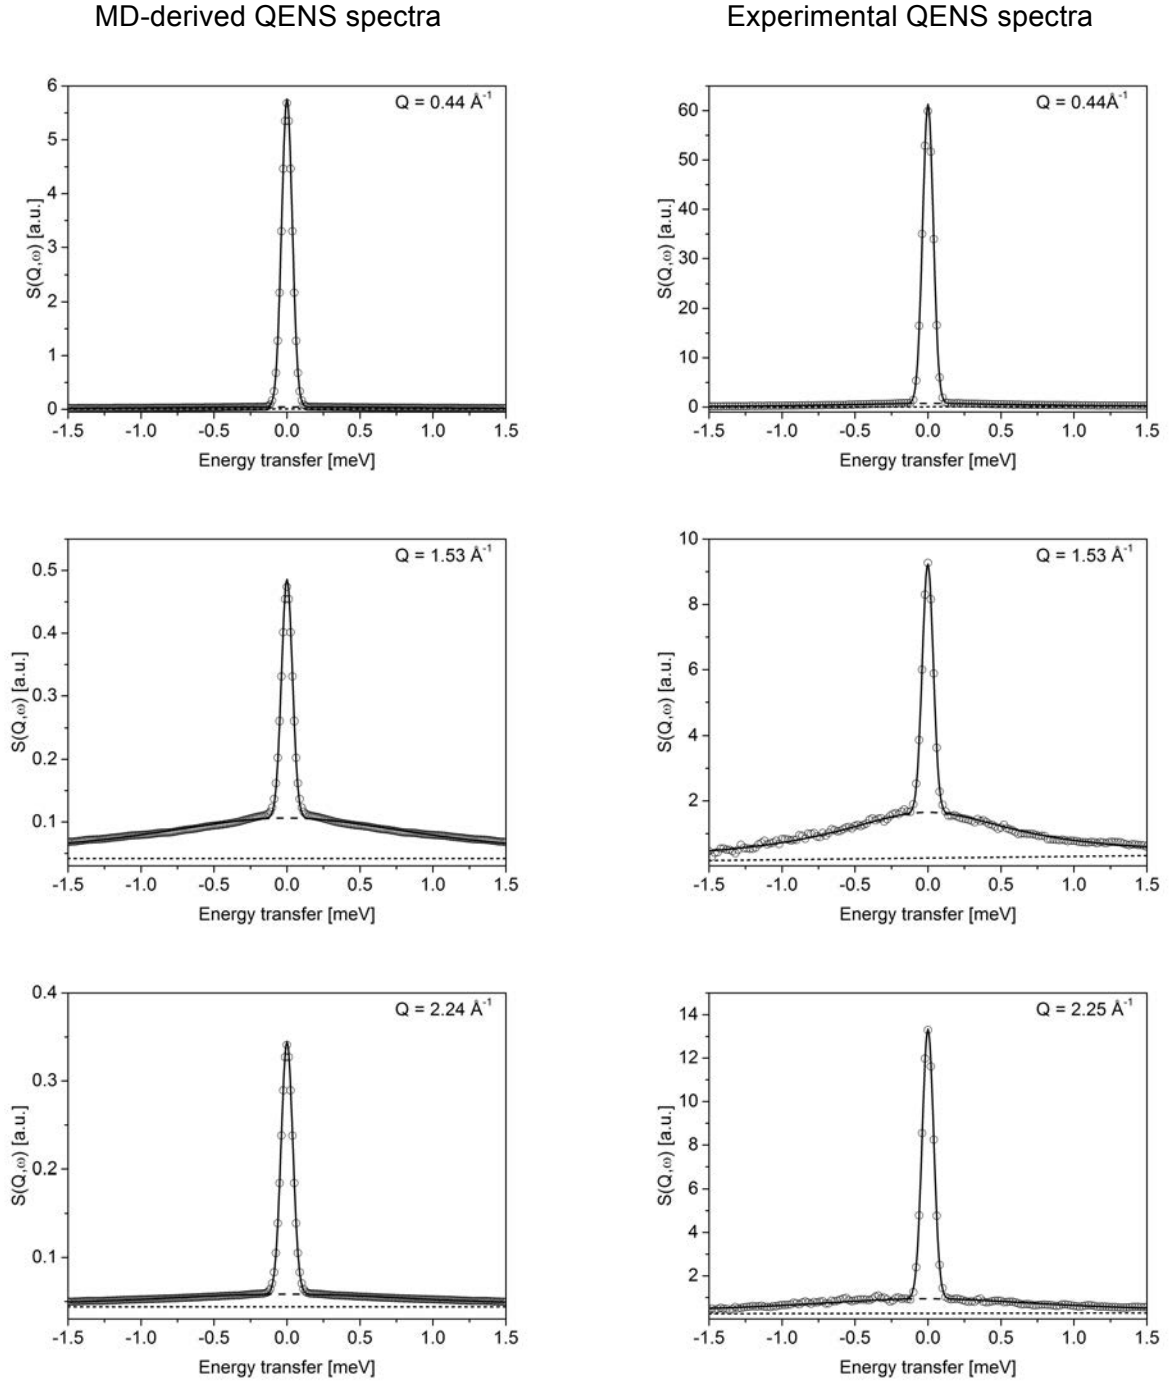 MD-derived QENS spectra
Experimental QENS spectra
Q = 0.44 Å⁻¹
6
5
4
3
2
1
0
S(Q,ω) [a.u.]
-1.5 -1.0 -0.5 0.0 0.5 1.0 1.5
Energy transfer [meV]
Q = 0.44Å⁻¹
60
50
40
30
20
10
0
S(Q,ω) [a.u.]
-1.5 -1.0 -0.5 0.0 0.5 1.0 1.5
Energy transfer [meV]
Q = 1.53 Å⁻¹
0.5
0.4
0.3
0.2
0.1
S(Q,ω) [a.u.]
-1.5 -1.0 -0.5 0.0 0.5 1.0 1.5
Energy transfer [meV]
Q = 1.53 Å⁻¹
10
8
6
4
2
S(Q,ω) [a.u.]
-1.5 -1.0 -0.5 0.0 0.5 1.0 1.5
Energy transfer [meV]
Q = 2.24 Å⁻¹
0.4
0.3
0.2
0.1
S(Q,ω) [a.u.]
-1.5 -1.0 -0.5 0.0 0.5 1.0 1.5
Energy transfer [meV]
Q = 2.25 Å⁻¹
14
12
10
8
6
4
2
S(Q,ω) [a.u.]
-1.5 -1.0 -0.5 0.0 0.5 1.0 1.5
Energy transfer [meV]